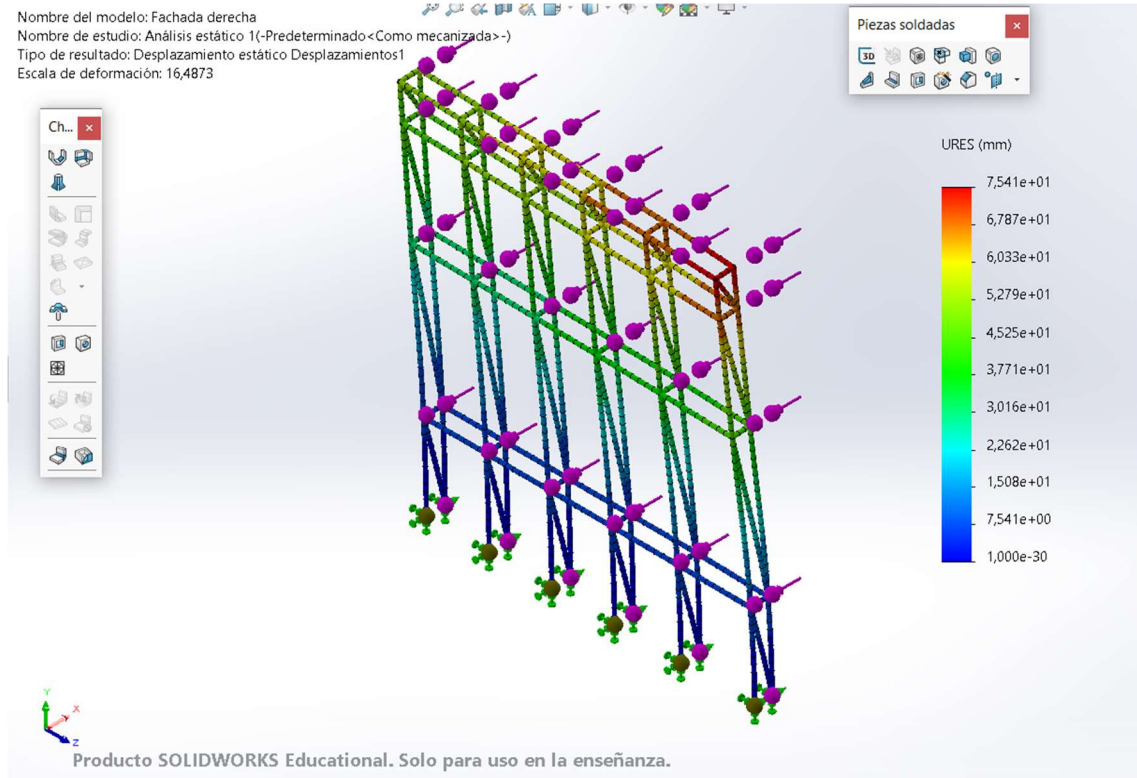 Nombre del modelo: Fachada derecha
Nombre de estudio: Análisis estático 1(-Predeterminado<Como mecanizada>-)
Tipo de resultado: Desplazamiento estático Desplazamientos1
Escala de deformación: 16,4873
Piezas soldadas
3D
Ch...
URES (mm)
7,541e+01
6,787e+01
6,033e+01
5,279e+01
4,525e+01
3,771e+01
3,016e+01
2,262e+01
1,508e+01
7,541e+00
1,000e-30
Y
X
Z
Producto SOLIDWORKS Educational. Solo para uso en la enseñanza.